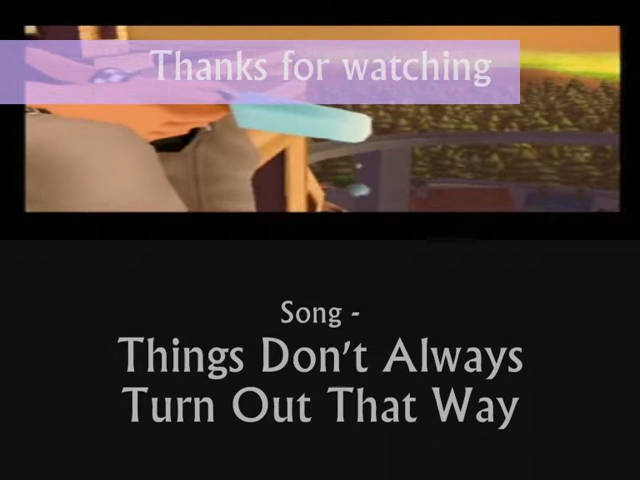 Thanks for watching
Song -
Things Don't Always
Turn Out That Way